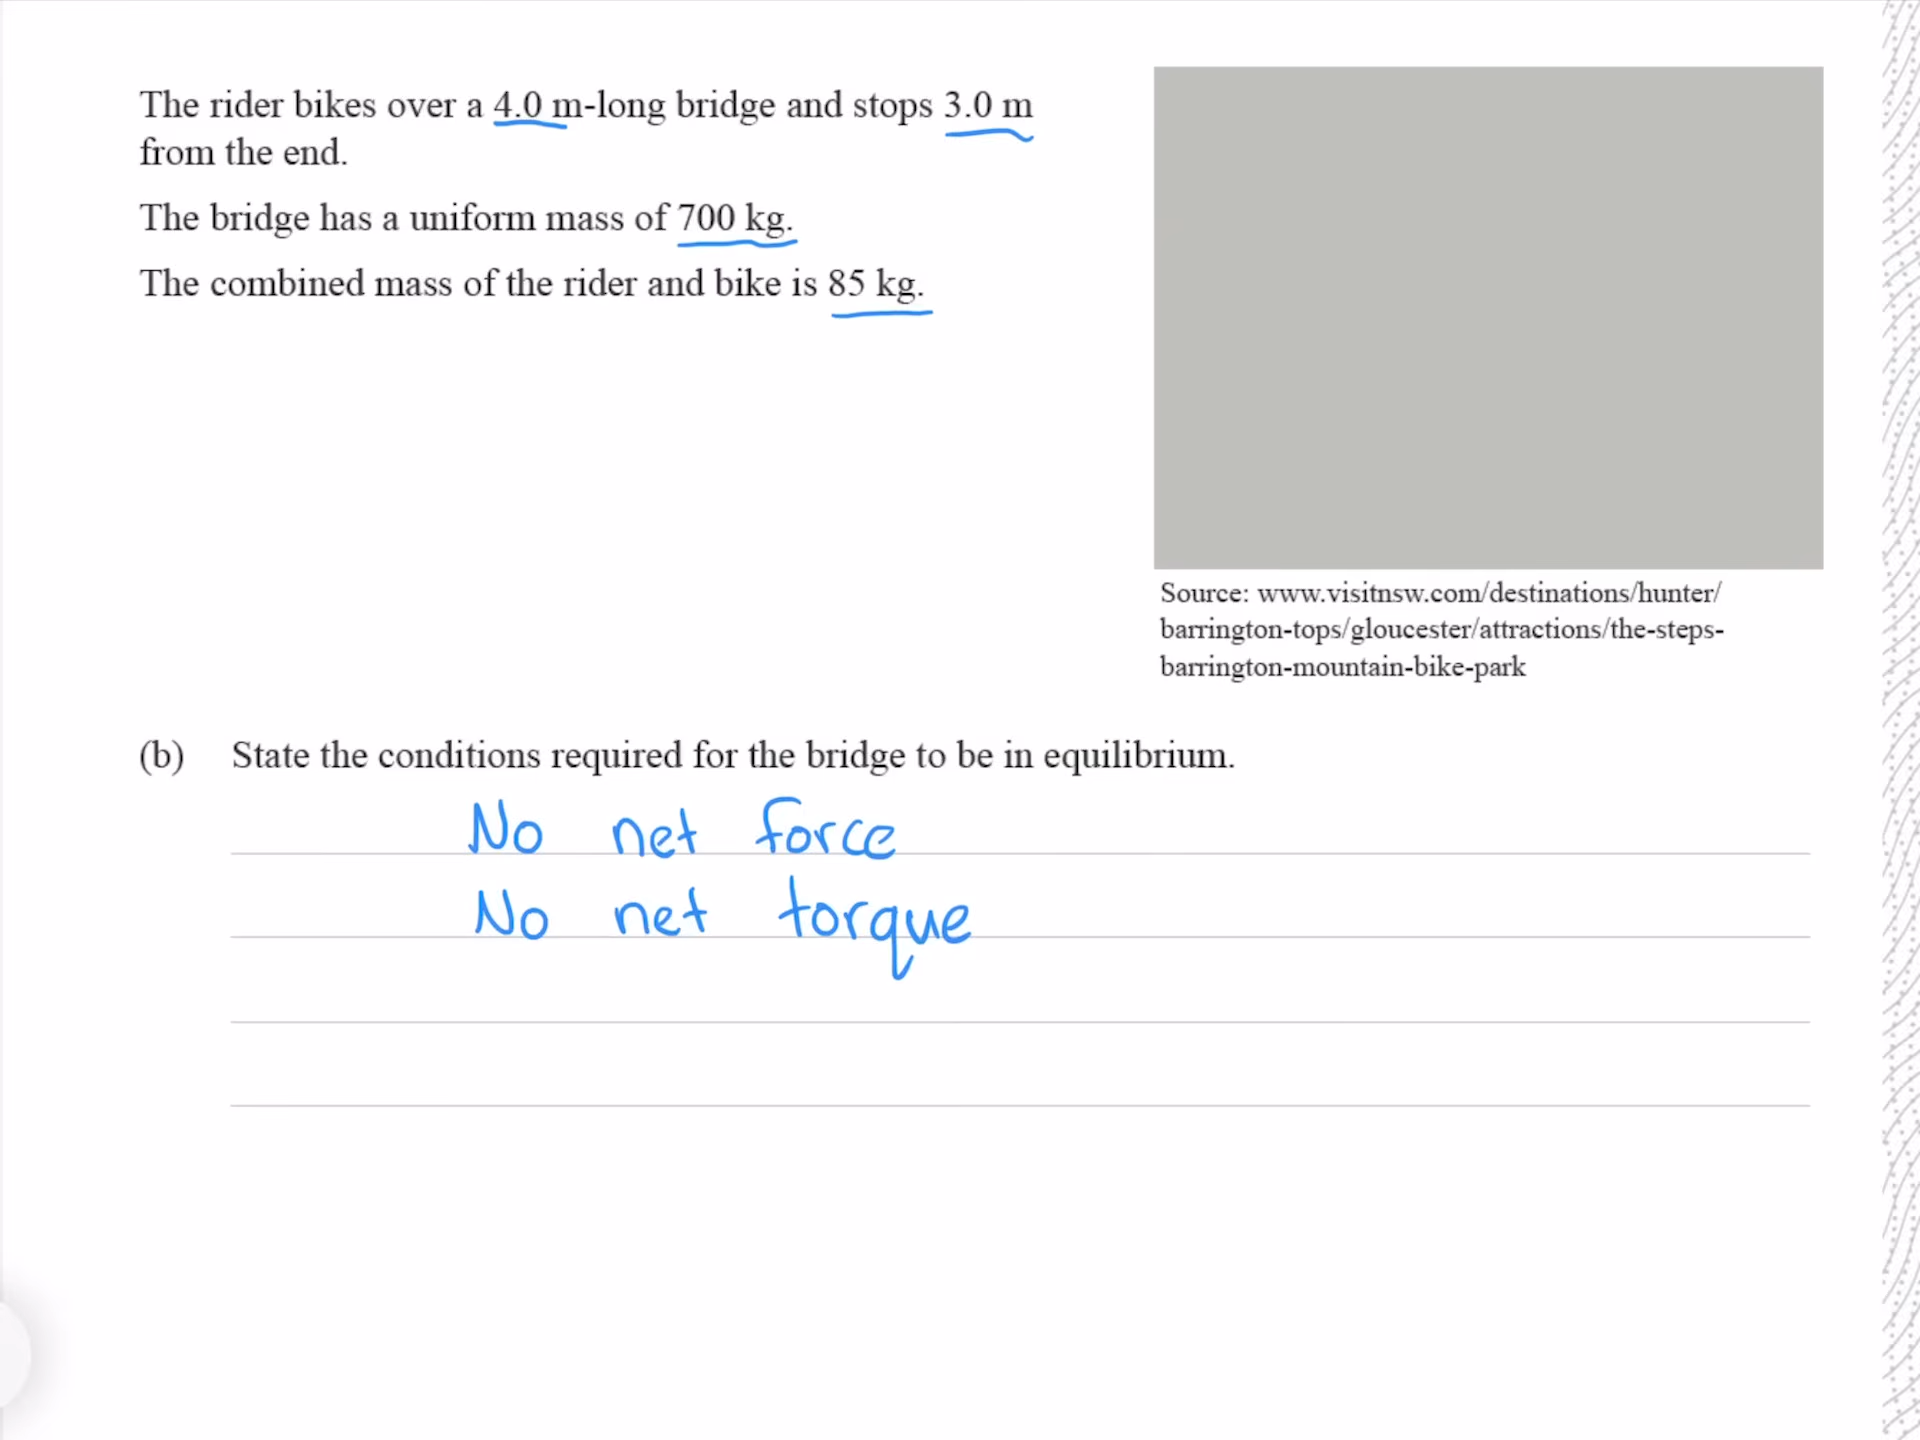 The rider bikes over a 4.0 m-long bridge and stops 3.0 m
from the end.
The bridge has a uniform mass of 700 kg.
The combined mass of the rider and bike is 85 kg.
Source: www.visitnsw.com/destinations/hunter/
barrington-tops/gloucester/attractions/the-steps-
barrington-mountain-bike-park
(b) State the conditions required for the bridge to be in equilibrium.
No net force
No net torque